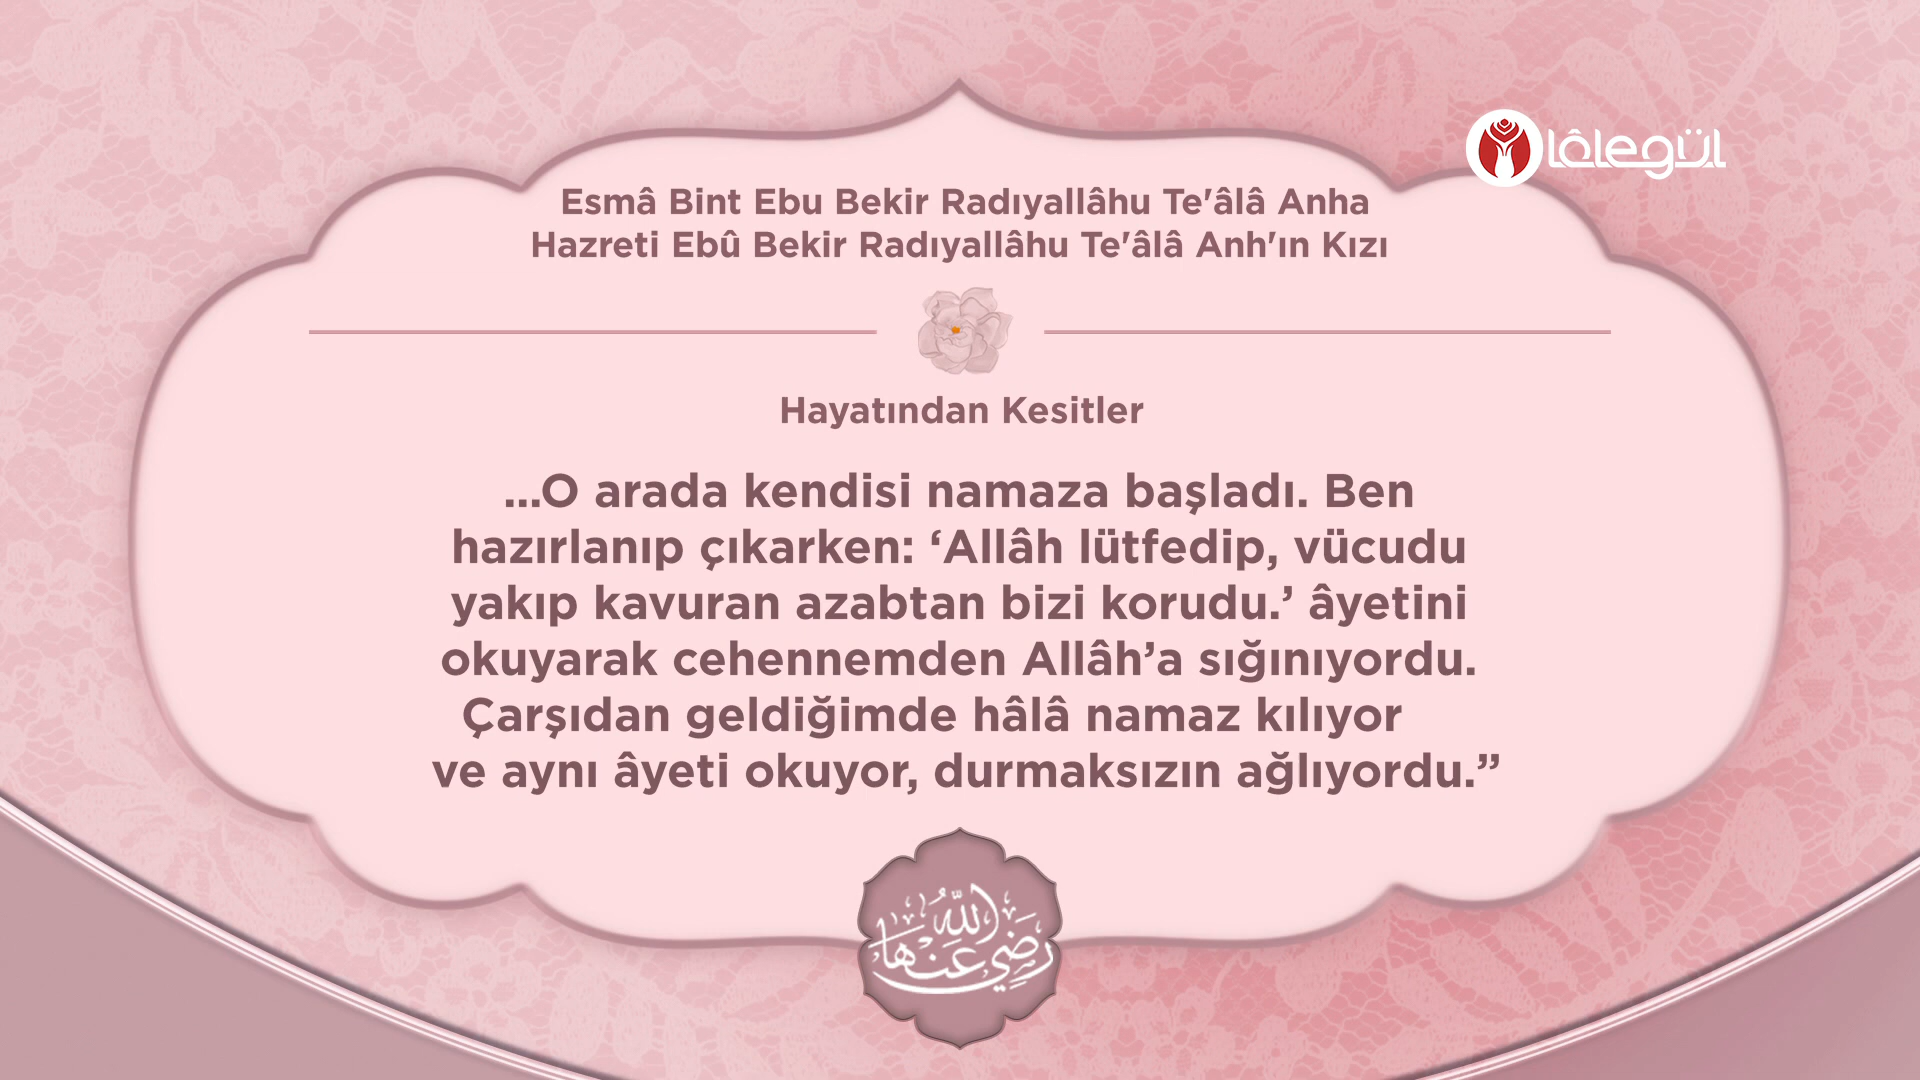 lâlegül
Esmâ Bint Ebu Bekir Radıyallâhu Te'âlâ Anha
Hazreti Ebû Bekir Radıyallâhu Te'âlâ Anh'ın Kızı
Hayatından Kesitler
...O arada kendisi namaza başladı. Ben
hazırlanıp çıkarken: ‘Allâh lütfedip, vücudu
yakıp kavuran azabtan bizi korudu.’ âyetini
okuyarak cehennemden Allâh’a sığınıyordu.
Çarşıdan geldiğimde hâlâ namaz kılıyor
ve aynı âyeti okuyor, durmaksızın ağlıyordu.”
رَضِيَ اللهُ عَنْهَا